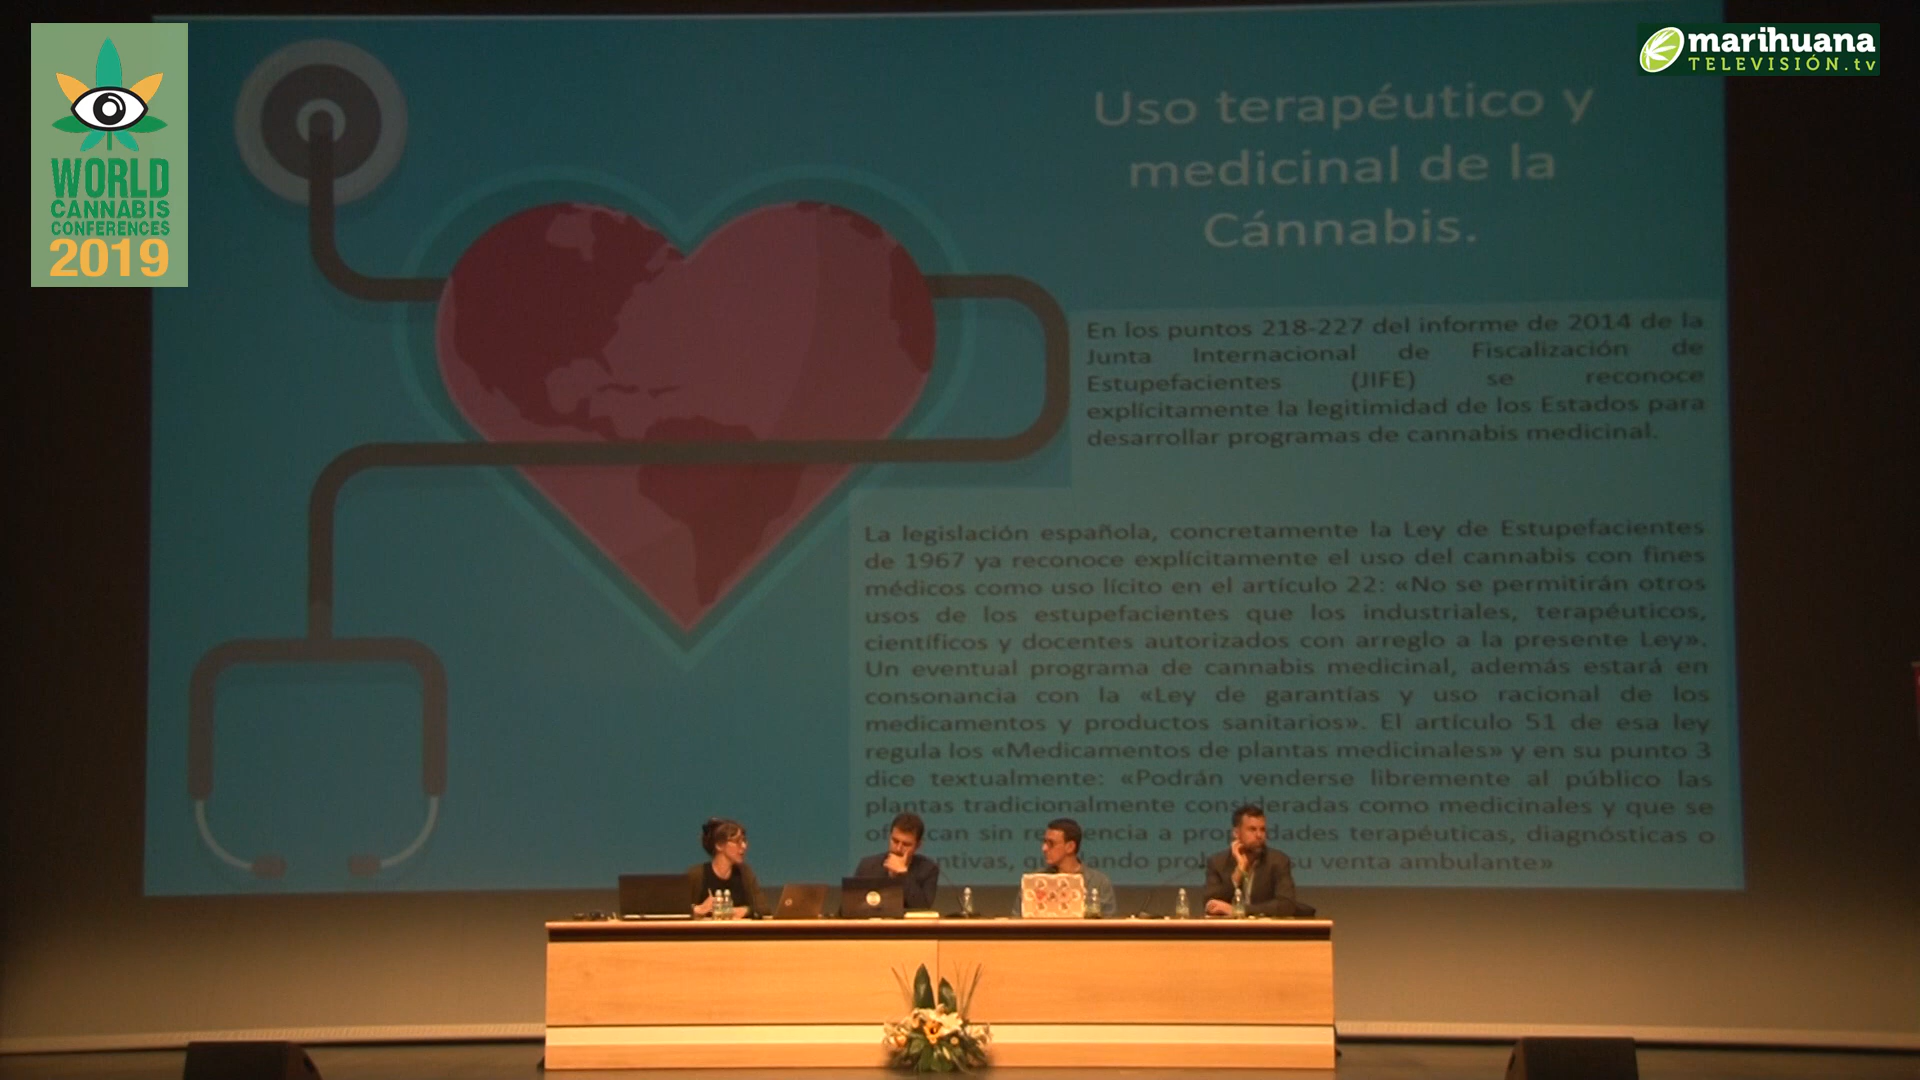 WORLD
CANNABIS
CONFERENCES
2019
marihuana
TELEVISIÓN.tv
Uso terapéutico y
medicinal de la
Cánnabis.
En los puntos 218-227 del informe de 2014 de la
Junta Internacional de Fiscalización de
Estupefacientes (JIFE) se reconoce
explícitamente la legitimidad de los Estados para
desarrollar programas de cannabis medicinal.
La legislación española, concretamente la Ley de Estupefacientes
de 1967 ya reconoce explícitamente el uso del cannabis con fines
médicos como uso lícito en el artículo 22: «No se permitirán otros
usos de los estupefacientes que los industriales, terapéuticos,
científicos y docentes autorizados con arreglo a la presente Ley».
Un eventual programa de cannabis medicinal, además estará en
consonancia con la «Ley de garantías y uso racional de los
medicamentos y productos sanitarios». El artículo 51 de esa ley
regula los «Medicamentos de plantas medicinales» y en su punto 3
dice textualmente: «Podrán venderse libremente al público las
plantas tradicionalmente consideradas como medicinales y que se
sin a terapéuticas, diagnósticas o
su venta ambulante»